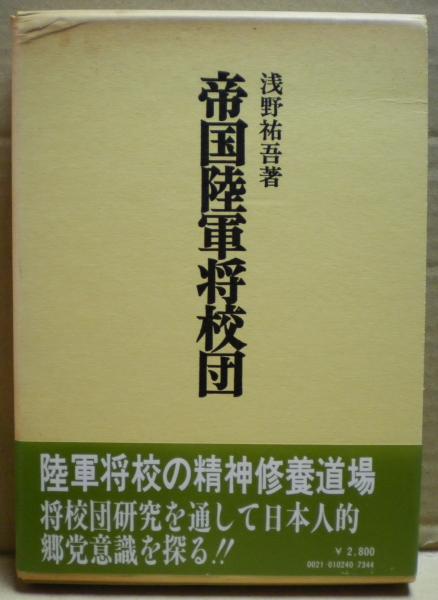 浅野祐吾著
帝国陸軍将校団
陸軍将校の精神修養道場
将校団研究を通して日本人的
郷党意識を探る!!
¥2,800
0021-010240-7344